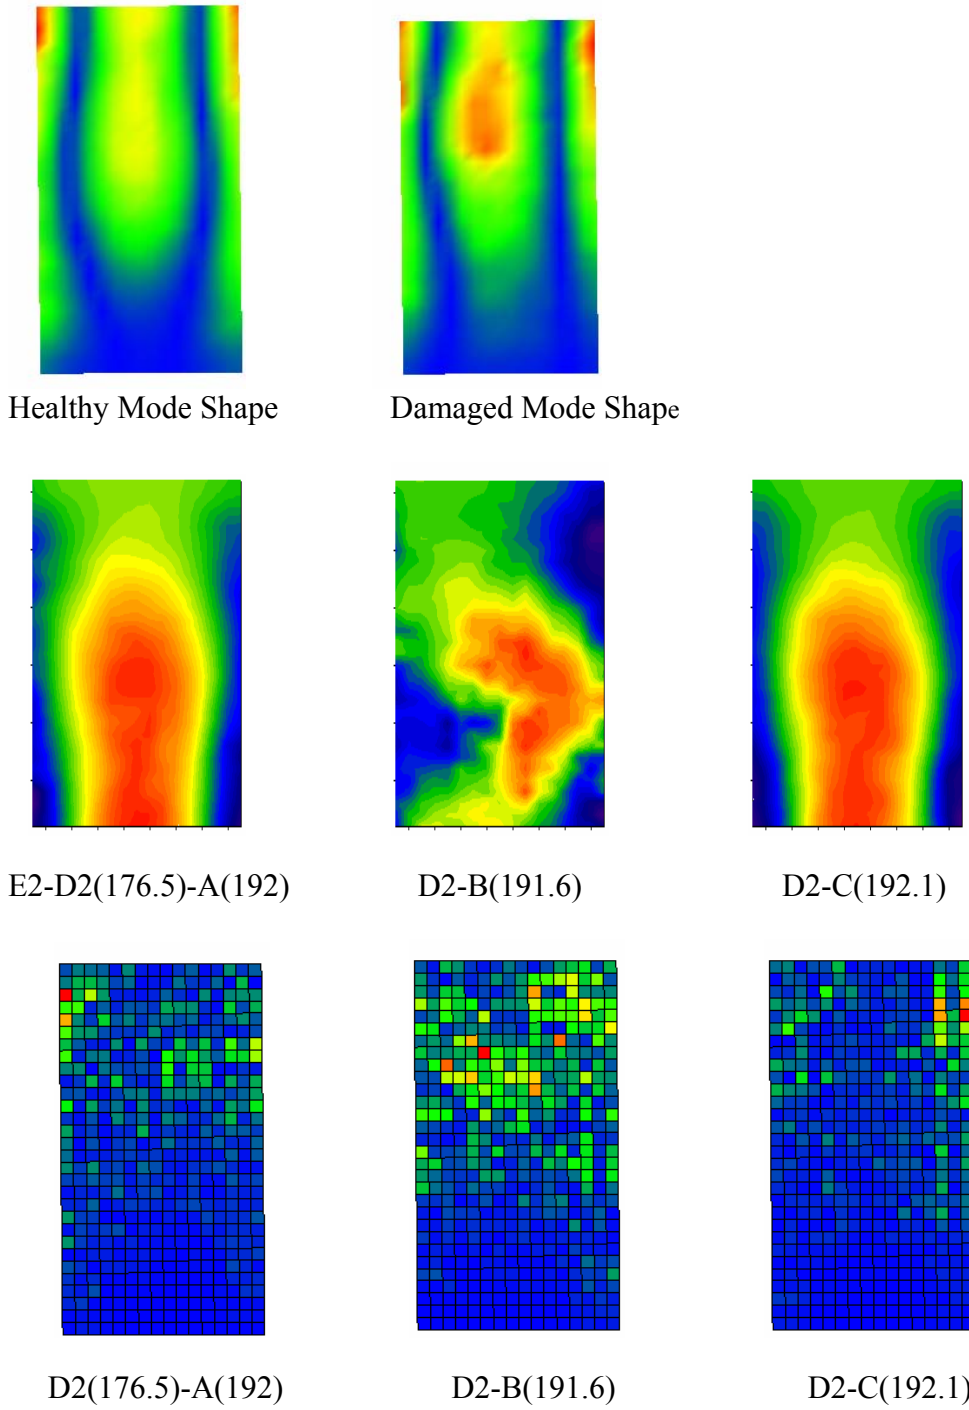 Healthy Mode Shape Damaged Mode Shape
E2-D2(176.5)-A(192) D2-B(191.6) D2-C(192.1)
D2(176.5)-A(192) D2-B(191.6) D2-C(192.1)